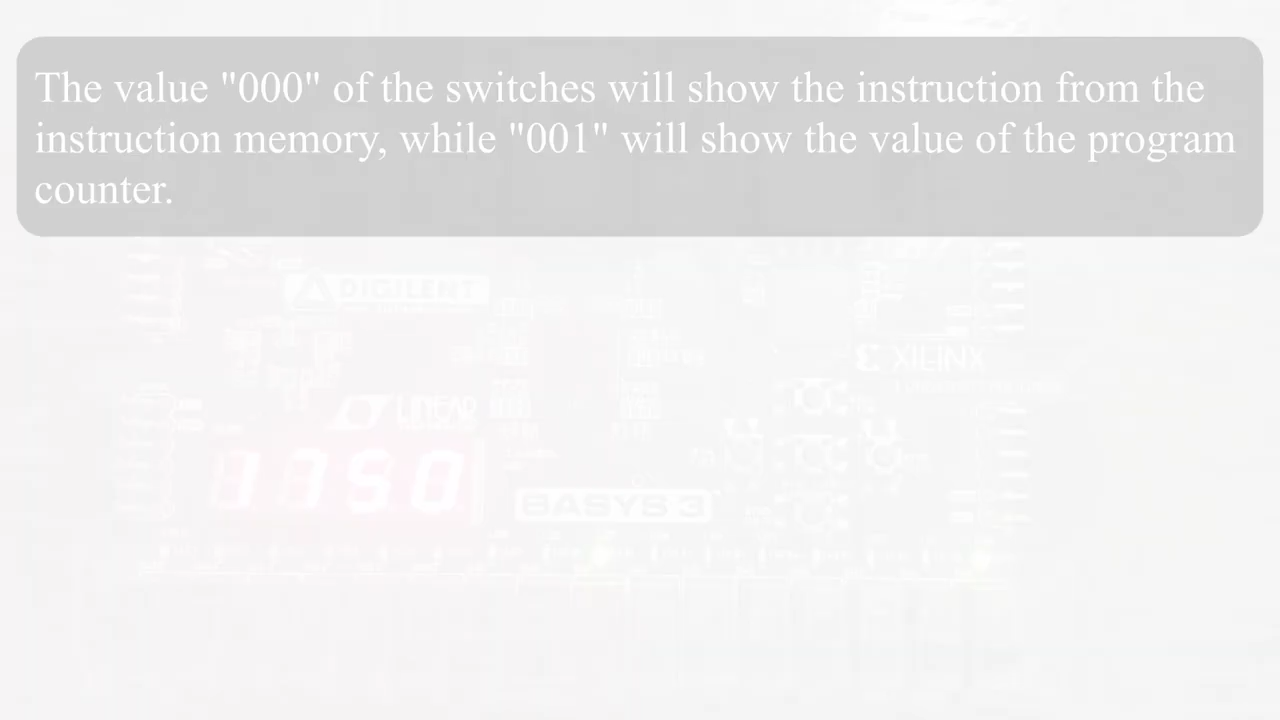 The value "000" of the switches will show the instruction from the
instruction memory, while "001" will show the value of the program
counter.
DIGILENT
XILINX
LINEAR
BASYS 3